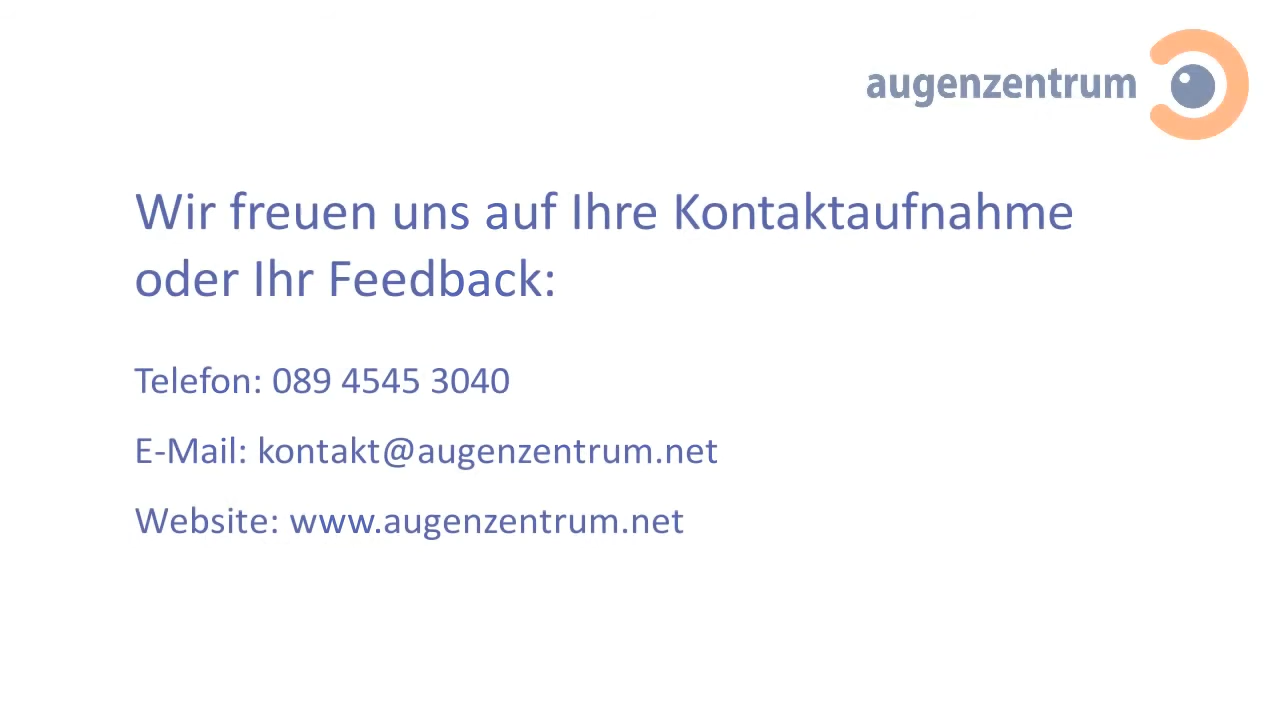 augenzentrum
Wir freuen uns auf Ihre Kontaktaufnahme
oder Ihr Feedback:
Telefon: 089 4545 3040
E-Mail: kontakt@augenzentrum.net
Website: www.augenzentrum.net